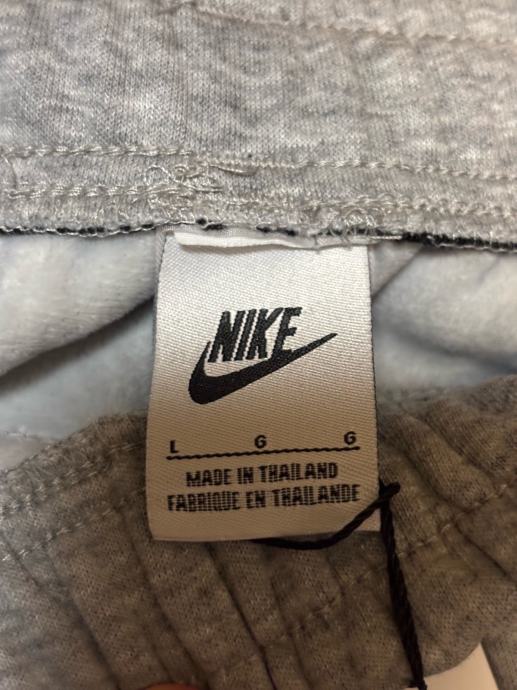 NIKE
L G G
MADE IN THAILAND
FABRIQUE EN THAILANDE